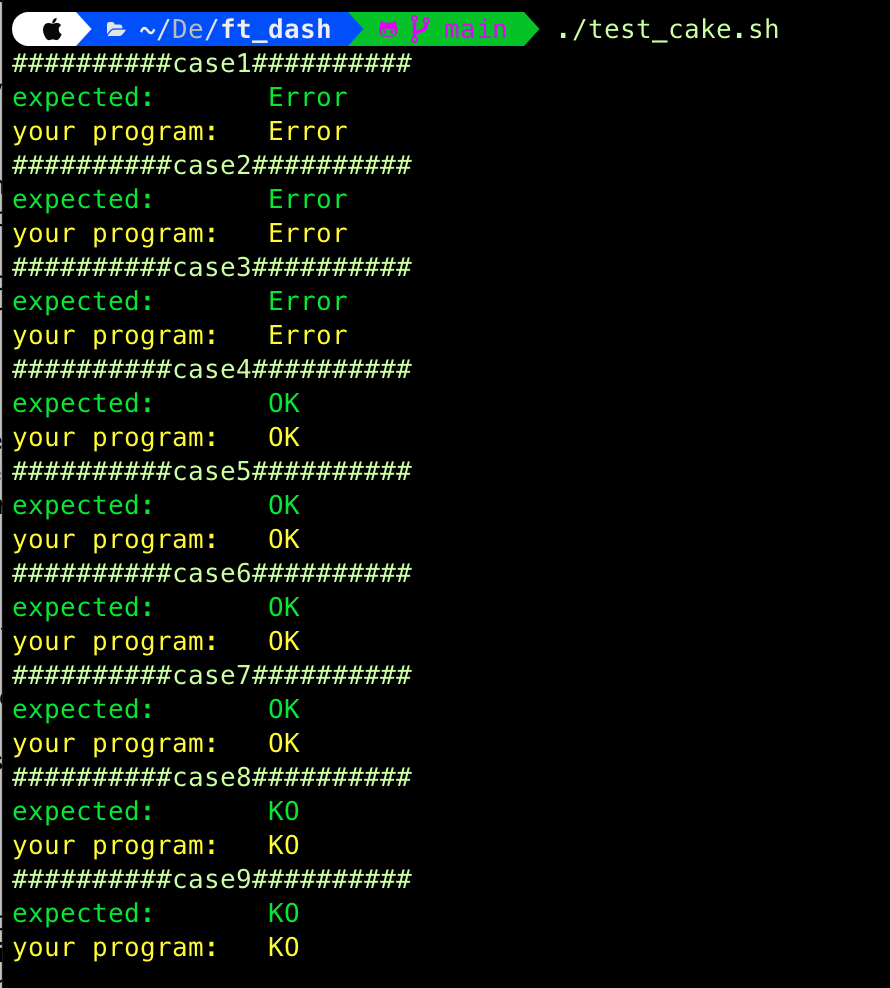 ~/De/ft_dash main ./test_cake.sh
##########case1##########
expected: Error
your program: Error
##########case2##########
expected: Error
your program: Error
##########case3##########
expected: Error
your program: Error
##########case4##########
expected: OK
your program: OK
##########case5##########
expected: OK
your program: OK
##########case6##########
expected: OK
your program: OK
##########case7##########
expected: OK
your program: OK
##########case8##########
expected: KO
your program: KO
##########case9##########
expected: KO
your program: KO